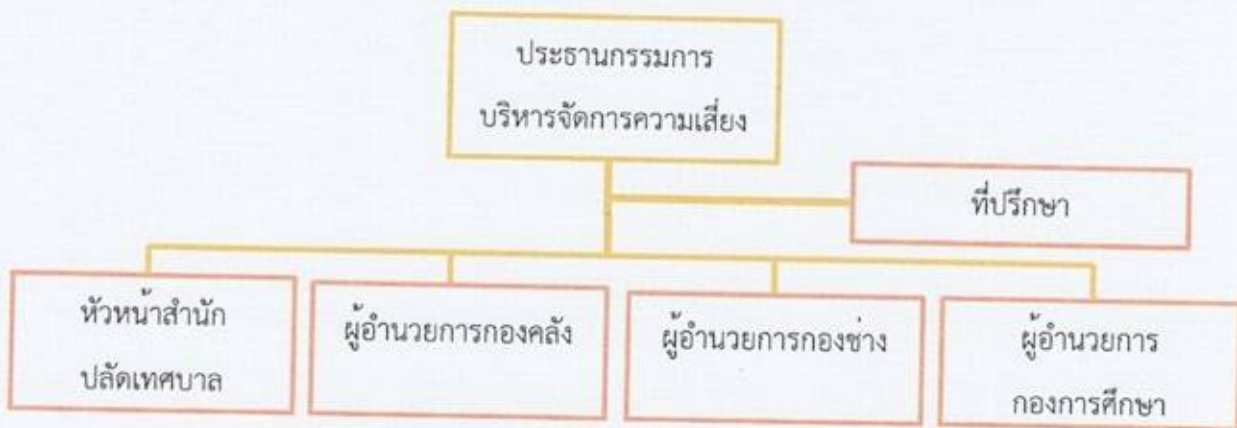 ประธานกรรมการ
บริหารจัดการความเสี่ยง
ที่ปรึกษา
หัวหน้าสำนัก
ปลัดเทศบาล
ผู้อำนวยการกองคลัง
ผู้อำนวยการกองช่าง
ผู้อำนวยการ
กองการศึกษา